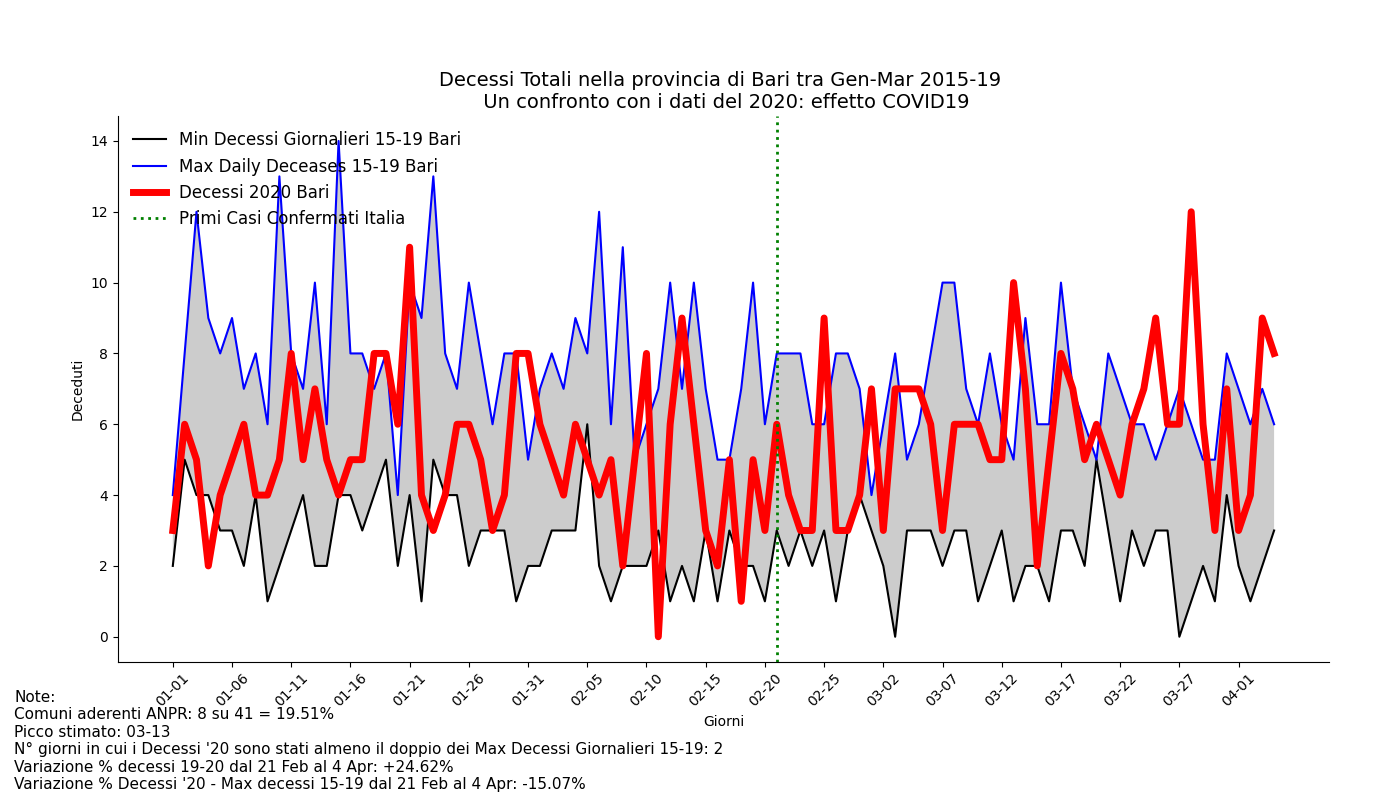 Decessi Totali nella provincia di Bari tra Gen-Mar 2015-19
Un confronto con i dati del 2020: effetto COVID19
Min Decessi Giornalieri 15-19 Bari
Max Daily Deceases 15-19 Bari
Decessi 2020 Bari
Primi Casi Confermati Italia
14
12
10
8
6
4
2
0
Deceduti
01-01 01-06 01-11 01-16 01-21 01-26 01-31 02-05 02-10 02-15 02-20 02-25 03-02 03-07 03-12 03-17 03-22 03-27 04-01
Giorni
Note:
Comuni aderenti ANPR: 8 su 41 = 19.51%
Picco stimato: 03-13
N° giorni in cui i Decessi '20 sono stati almeno il doppio dei Max Decessi Giornalieri 15-19: 2
Variazione % decessi 19-20 dal 21 Feb al 4 Apr: +24.62%
Variazione % Decessi '20 - Max decessi 15-19 dal 21 Feb al 4 Apr: -15.07%